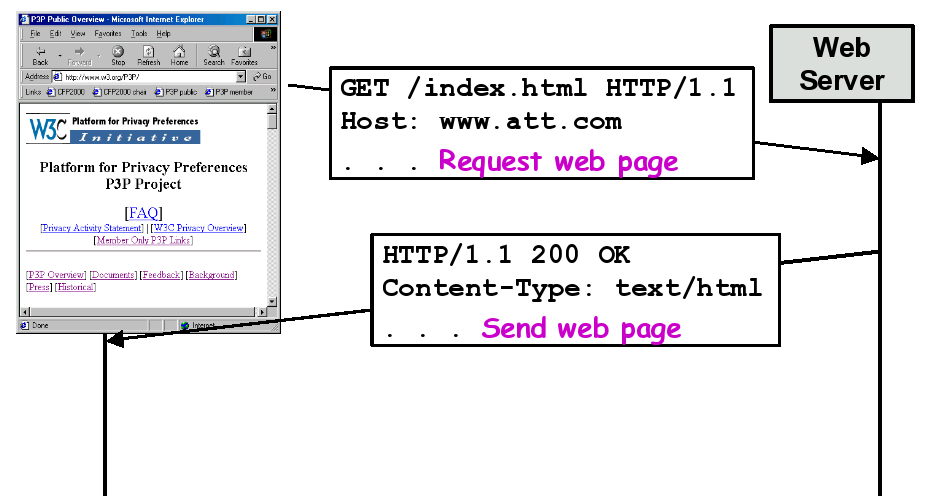 P3P Public Overview - Microsoft Internet Explorer
File Edit View Favorites Tools Help
Back Forward Stop Refresh Home Search Favorites »
Address http://www.w3.org/P3P/ Go
Links CFP2000 CFP2000 chair P3P public P3P member »
W3C Platform for Privacy Preferences
Initiative
Platform for Privacy Preferences
P3P Project
[FAQ]
[Privacy Activity Statement] | [W3C Privacy Overview]
[Member Only P3P Links]
[P3P Overview] [Documents] [Feedback] [Background]
[Press] [Historical]
Done Internet
GET /index.html HTTP/1.1
Host: www.att.com
. . . Request web page
Web
Server
HTTP/1.1 200 OK
Content-Type: text/html
. . . Send web page